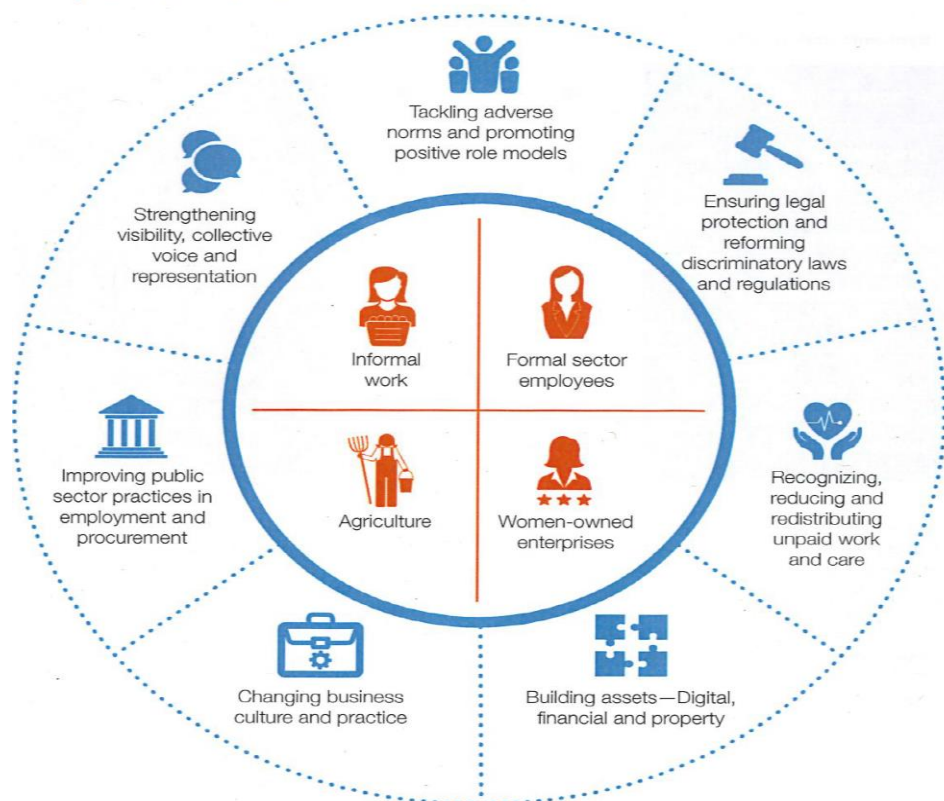 Tackling adverse
norms and promoting
positive role models
Ensuring legal
protection and
reforming
discriminatory laws
and regulations
Recognizing,
reducing and
redistributing
unpaid work
and care
Building assets—Digital,
financial and property
Changing business
culture and practice
Improving public
sector practices in
employment and
procurement
Strengthening
visibility, collective
voice and
representation
Informal
work
Formal sector
employees
Agriculture
Women-owned
enterprises